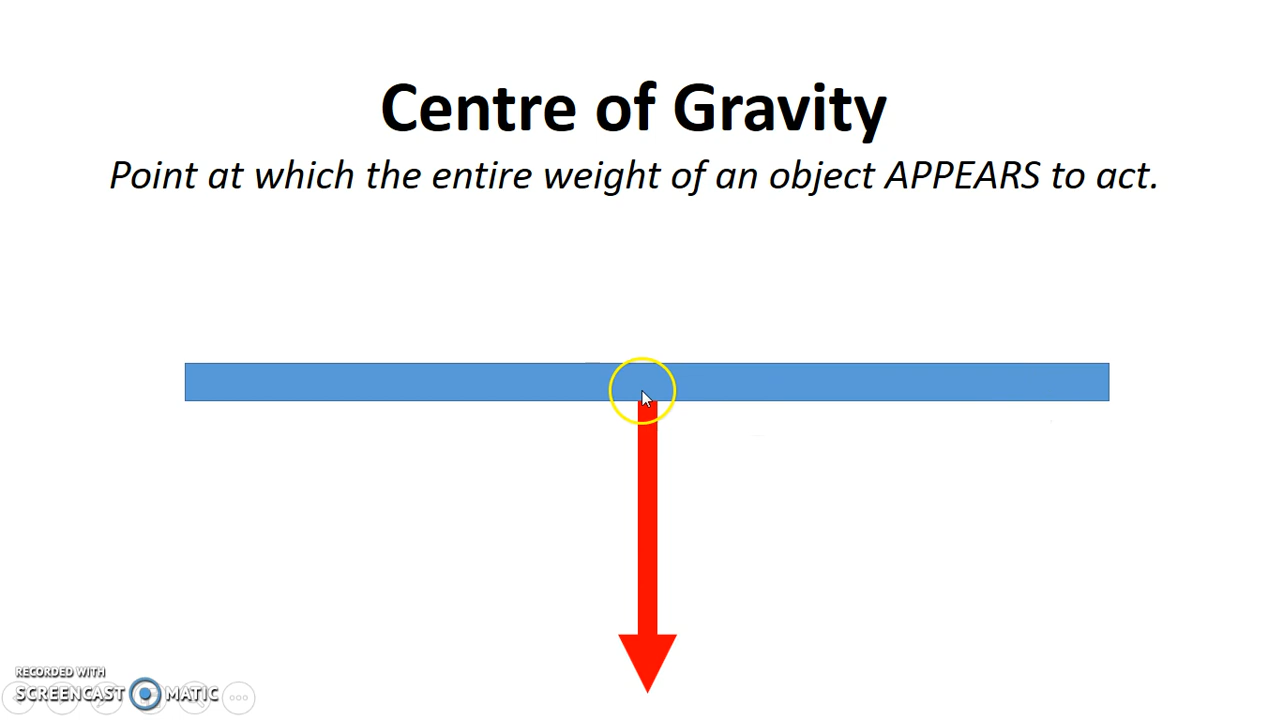 Centre of Gravity
Point at which the entire weight of an object APPEARS to act.
RECORDED WITH
SCREENCAST MATIC